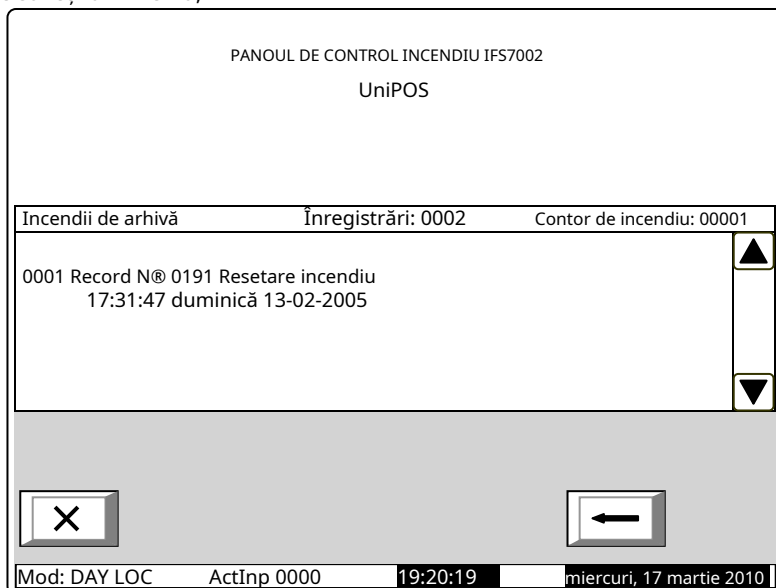 PANOUL DE CONTROL INCENDIU IFS7002
UniPOS
Incendii de arhivă Înregistrări: 0002 Contor de incendiu: 00001
0001 Record N® 0191 Resetare incendiu
17:31:47 duminică 13-02-2005
Mod: DAY LOC ActInp 0000 19:20:19 miercuri, 17 martie 2010